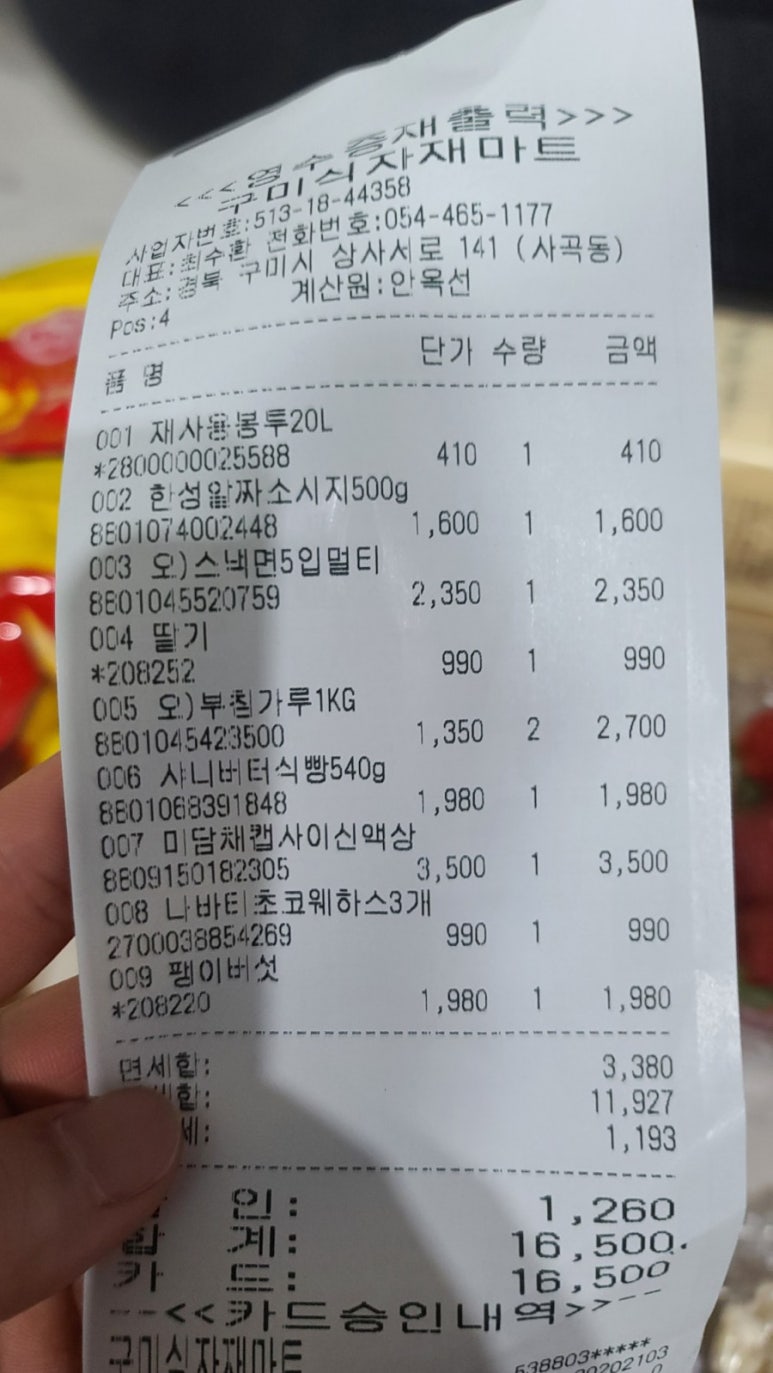 <<<영수증재출력>>>
구미식자재마트
사업자번호:513-18-44358
대표:최수환 전화번호:054-465-1177
주소:경북 구미시 상사서로 141 (사곡동)
Pos:4 계산원:안옥선
품 명 단가 수량 금액
001 재사용봉투20L
*2800000025588 410 1 410
002 한성알짜소시지500g
8801074002448 1,600 1 1,600
003 오)스낵면5입멀티
8801045520759 2,350 1 2,350
004 딸기
*208252 990 1 990
005 오)부침가루1KG
8801045423500 1,350 2 2,700
006 샤니버터식빵540g
8801068391848 1,980 1 1,980
007 미담채캡사이신액상
8809150182305 3,500 1 3,500
008 나바티초코웨하스3개
2700038854269 990 1 990
009 팽이버섯
*208220 1,980 1 1,980
면세합: 3,380
합: 11,927
세: 1,193
인: 1,260
합 계: 16,500
카 드: 16,500
--<<카드승인내역>>--
구미식자재마트
538803*****